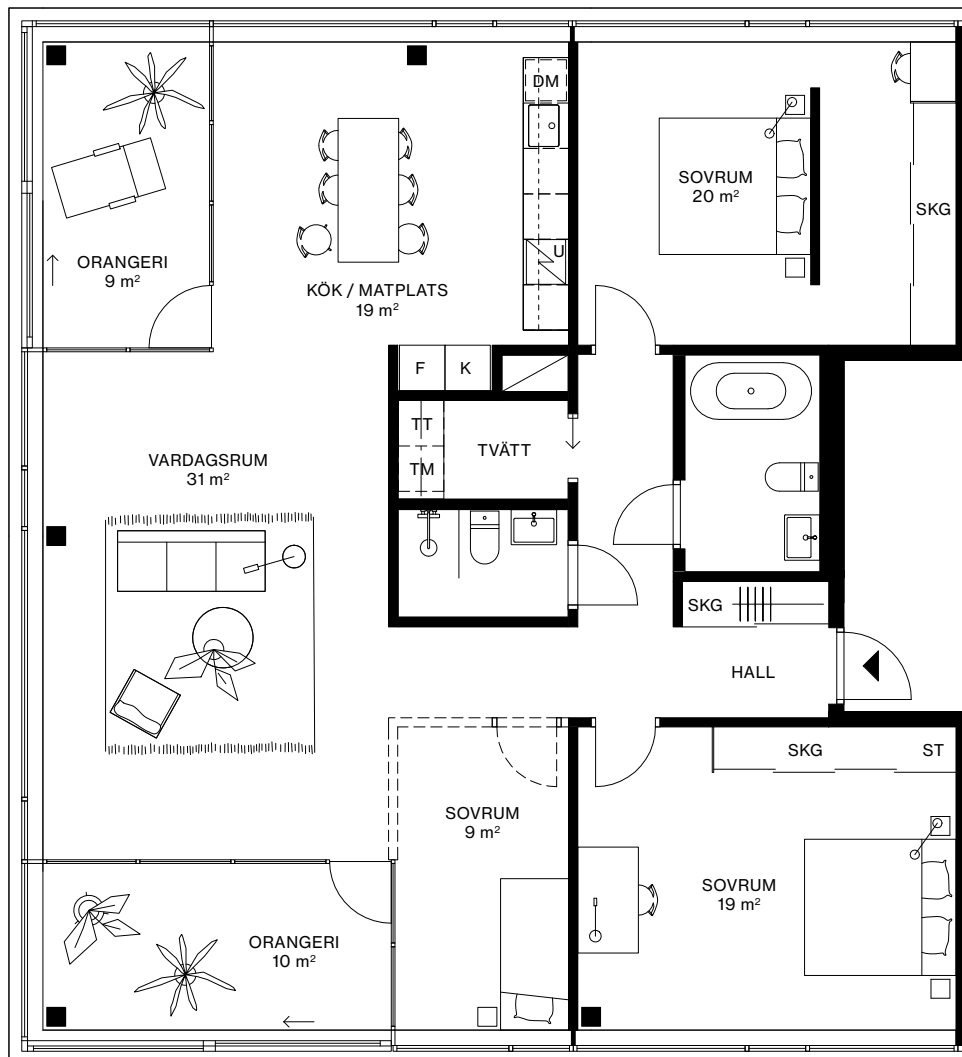 DM
SOVRUM
20 m²
SKG
ORANGERI
9 m²
U
KÖK / MATPLATS
19 m²
F K
TT
TVÄTT
TM
VARDAGSRUM
31 m²
SKG
HALL
SKG ST
SOVRUM
9 m²
SOVRUM
19 m²
ORANGERI
10 m²